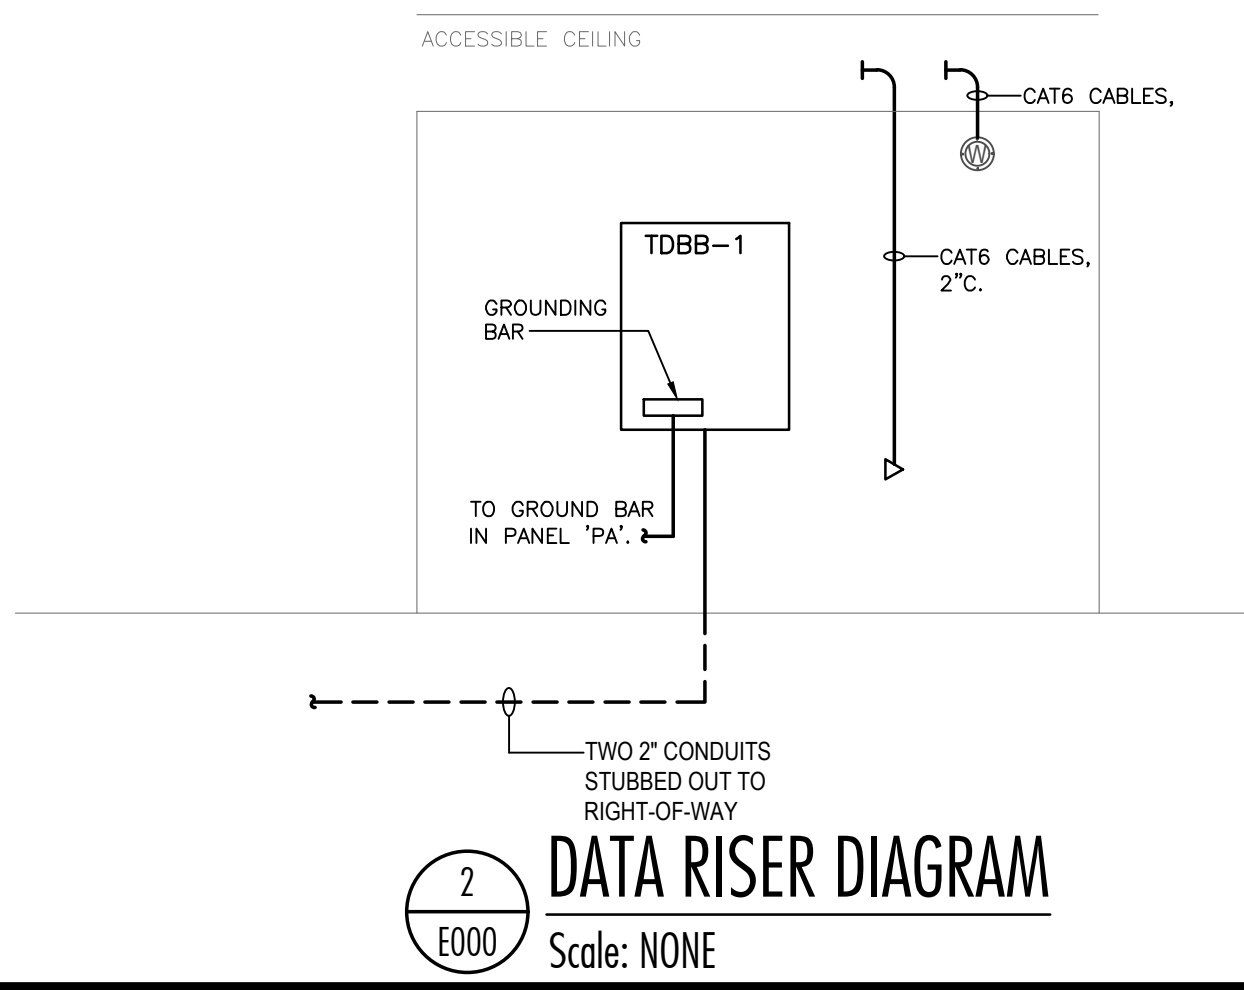 ACCESSIBLE CEILING
CAT6 CABLES,
W
TDBB-1
CAT6 CABLES,
2"C.
GROUNDING
BAR
TO GROUND BAR
IN PANEL 'PA'.
TWO 2" CONDUITS
STUBBED OUT TO
RIGHT-OF-WAY
2
E000
DATA RISER DIAGRAM
Scale: NONE